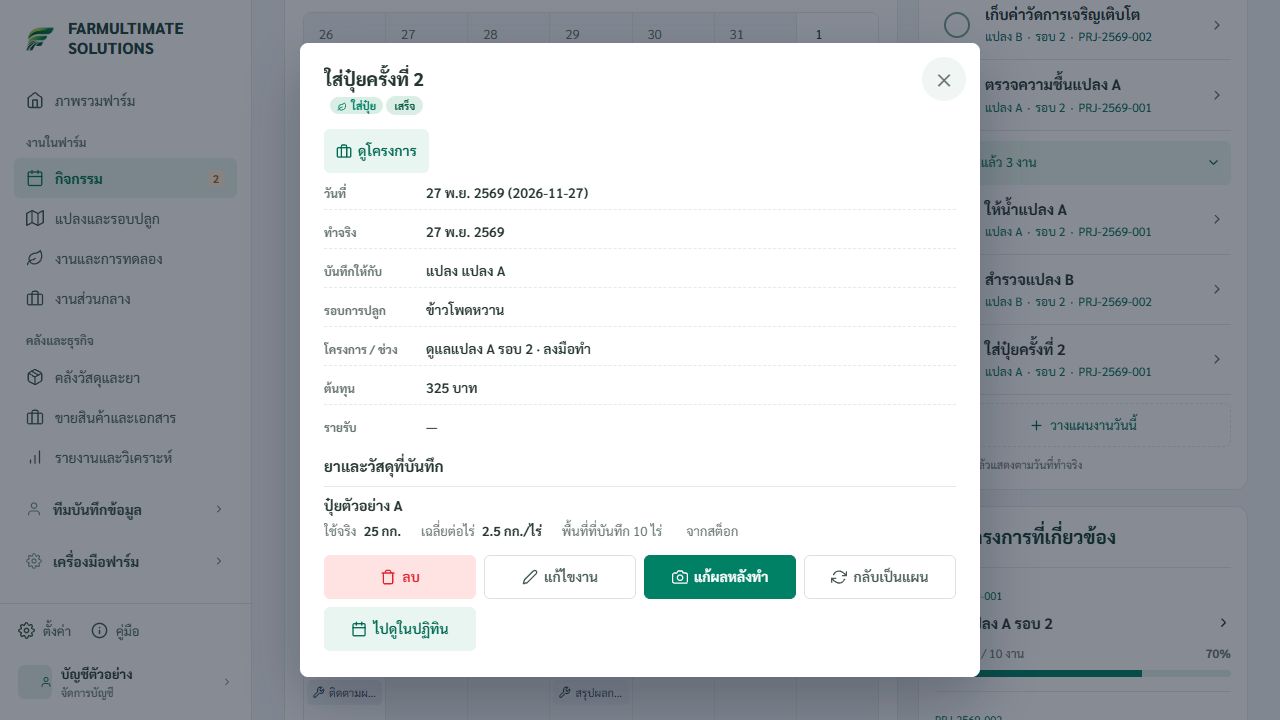 FARMULTIMATE
SOLUTIONS
ภาพรวมฟาร์ม
งานในฟาร์ม
กิจกรรม 2
แปลงและรอบปลูก
งานและการทดลอง
งานส่วนกลาง
คลังและธุรกิจ
คลังวัสดุและยา
ขายสินค้าและเอกสาร
รายงานและวิเคราะห์
ทีมบันทึกข้อมูล
เครื่องมือฟาร์ม
ตั้งค่า คู่มือ
บัญชีตัวอย่าง
จัดการบัญชี
26 27 28 29 30 31 1
ใส่ปุ๋ยครั้งที่ 2
ใส่ปุ๋ย เสร็จ
ดูโครงการ
วันที่ 27 พ.ย. 2569 (2026-11-27)
ทำจริง 27 พ.ย. 2569
บันทึกให้กับ แปลง แปลง A
รอบการปลูก ข้าวโพดหวาน
โครงการ / ช่วง ดูแลแปลง A รอบ 2 · ลงมือทำ
ต้นทุน 325 บาท
รายรับ —
ยาและวัสดุที่บันทึก
ปุ๋ยตัวอย่าง A
ใช้จริง 25 กก. เฉลี่ยต่อไร่ 2.5 กก./ไร่ พื้นที่ที่บันทึก 10 ไร่ จากสต็อก
ลบ แก้ไขงาน แก้ผลหลังทำ กลับเป็นแผน
ไปดูในปฏิทิน
ติดตามผ... สรุปผลก...
เก็บค่าวัดการเจริญเติบโต
แปลง B · รอบ 2 · PRJ-2569-002
ตรวจความชื้นแปลง A
แปลง A · รอบ 2 · PRJ-2569-001
แล้ว 3 งาน
ให้น้ำแปลง A
แปลง A · รอบ 2 · PRJ-2569-001
สำรวจแปลง B
แปลง B · รอบ 2 · PRJ-2569-002
ใส่ปุ๋ยครั้งที่ 2
แปลง A · รอบ 2 · PRJ-2569-001
วางแผนงานวันนี้
แสดงตามวันที่ทำจริง
ที่เกี่ยวข้อง
-001
A รอบ 2
/ 10 งาน 70%